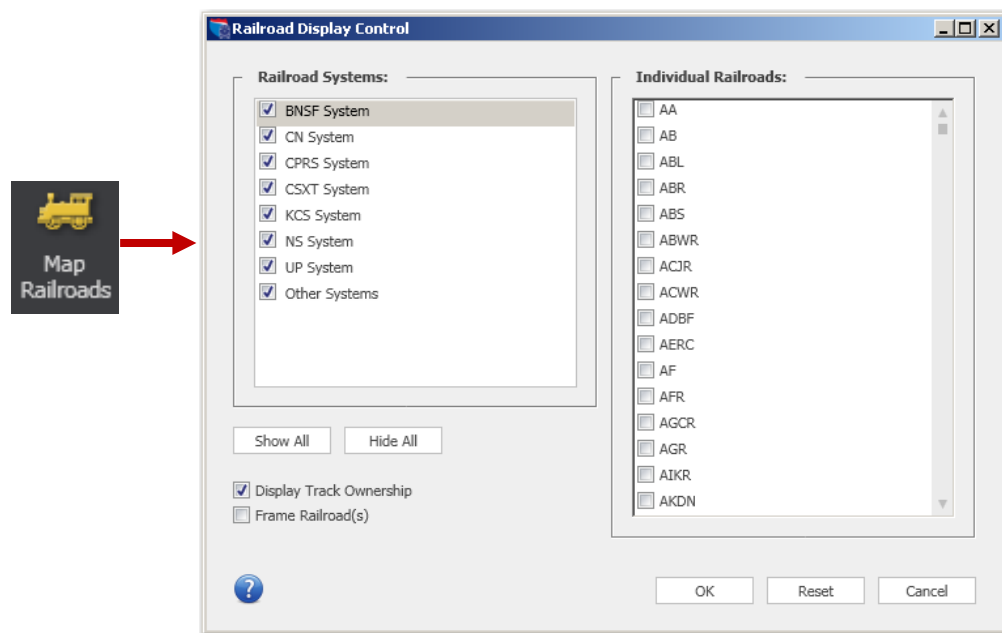 Map
Railroads
Railroad Display Control
Railroad Systems:
BNSF System
CN System
CPRS System
CSXT System
KCS System
NS System
UP System
Other Systems
Show All
Hide All
Display Track Ownership
Frame Railroad(s)
Individual Railroads:
AA
AB
ABL
ABR
ABS
ABWR
ACJR
ACWR
ADBF
AERC
AF
AFR
AGCR
AGR
AIKR
AKDN
?
OK
Reset
Cancel